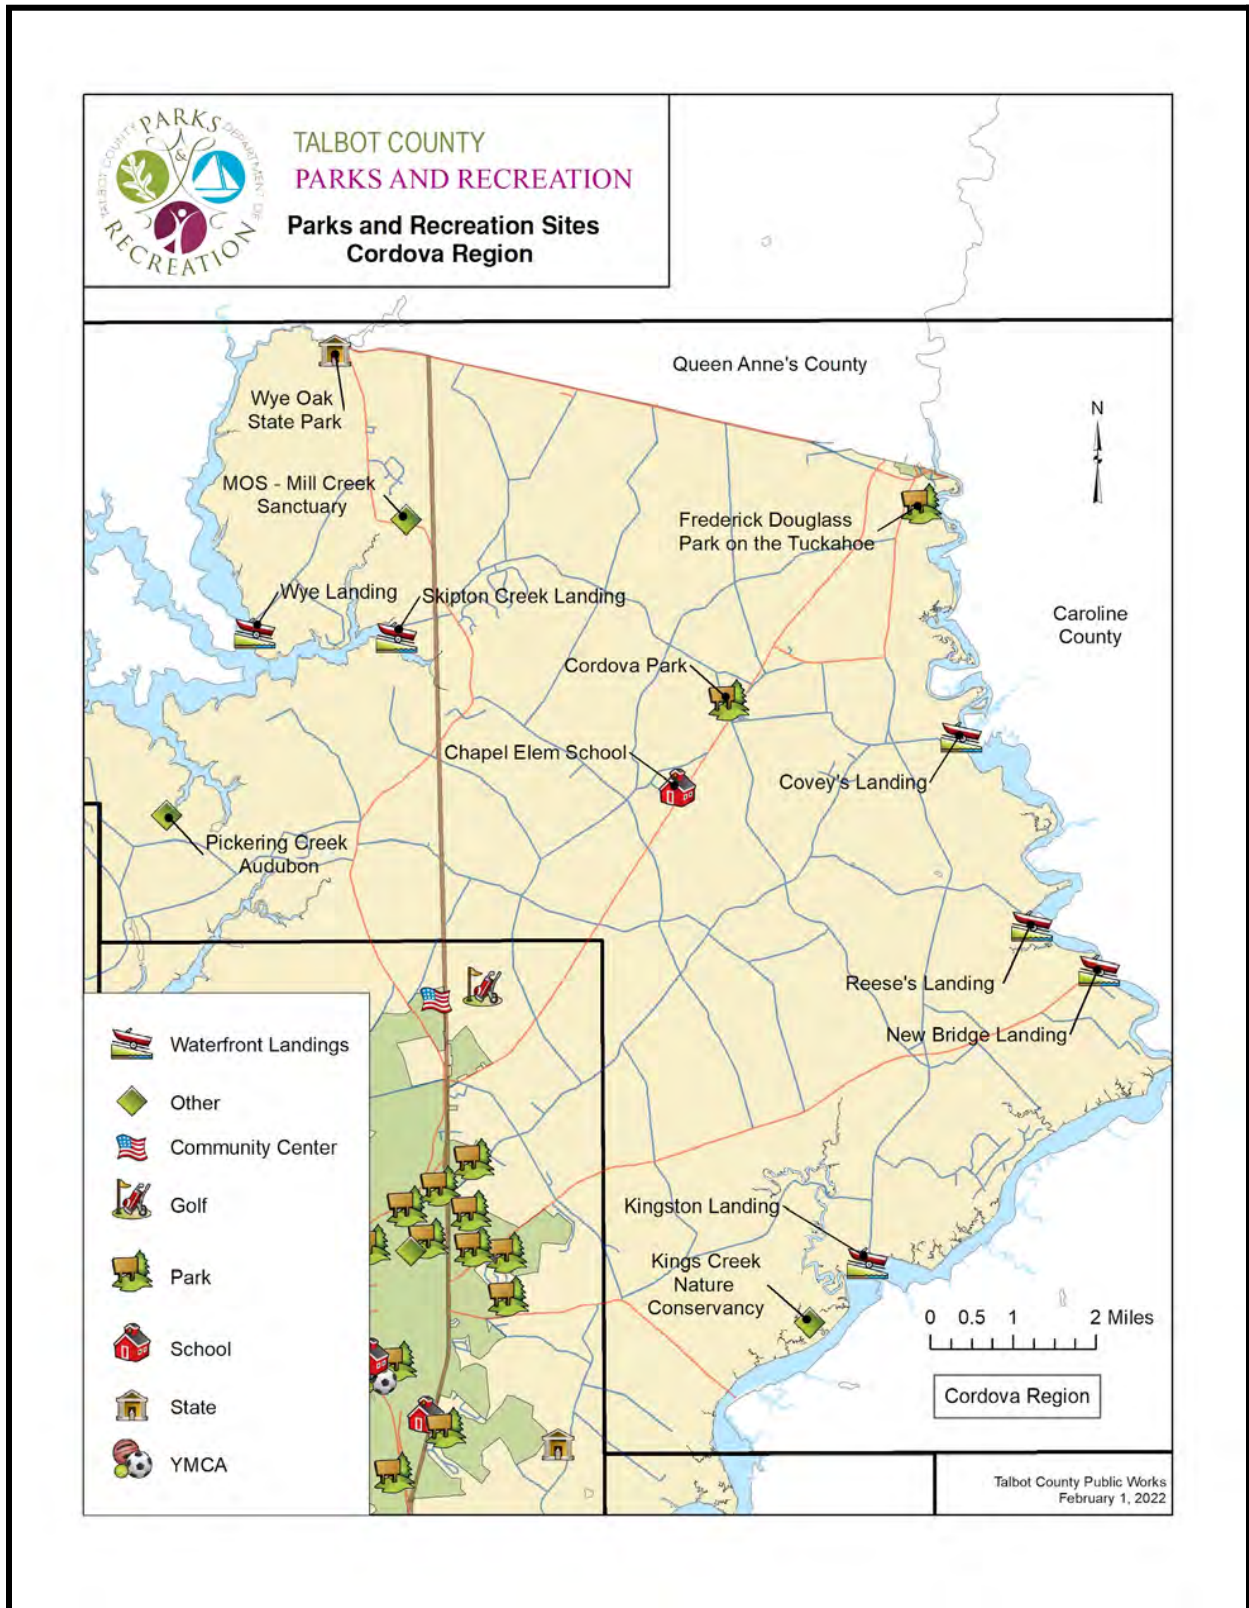 TALBOT COUNTY PARKS & RECREATION DEPARTMENT OF
TALBOT COUNTY
PARKS AND RECREATION
Parks and Recreation Sites
Cordova Region
Queen Anne's County
N
Wye Oak
State Park
MOS - Mill Creek
Sanctuary
Frederick Douglass
Park on the Tuckahoe
Wye Landing
Skipton Creek Landing
Caroline
County
Cordova Park
Chapel Elem School
Covey's Landing
Pickering Creek
Audubon
Reese's Landing
New Bridge Landing
Waterfront Landings
Other
Community Center
Golf
Park
School
State
YMCA
Kingston Landing
Kings Creek
Nature
Conservancy
0 0.5 1 2 Miles
Cordova Region
Talbot County Public Works
February 1, 2022